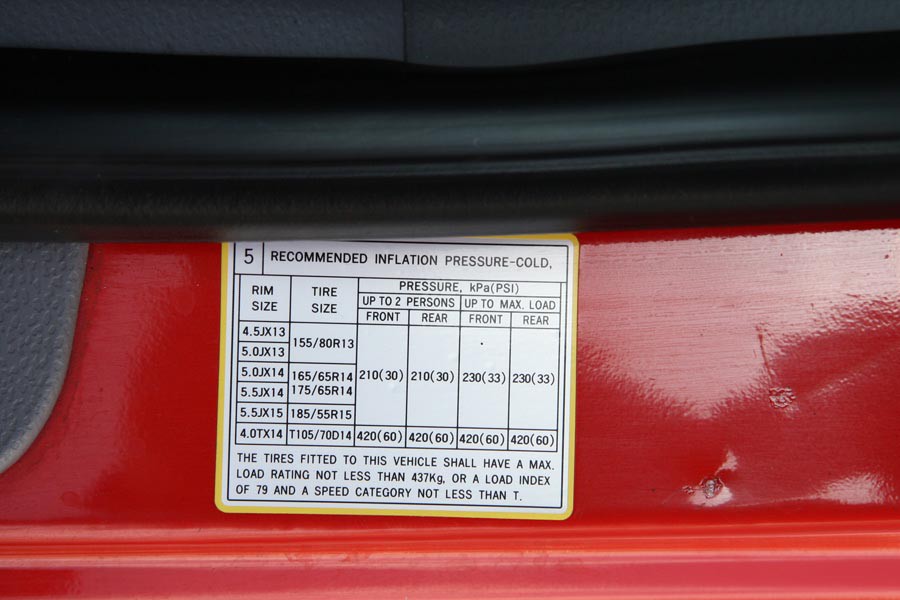 5 RECOMMENDED INFLATION PRESSURE-COLD,
RIM SIZE TIRE SIZE PRESSURE, kPa(PSI)
UP TO 2 PERSONS UP TO MAX. LOAD
FRONT REAR FRONT REAR
4.5JX13 155/80R13
5.0JX13
5.0JX14 165/65R14 210(30) 210(30) 230(33) 230(33)
5.5JX14 175/65R14
5.5JX15 185/55R15
4.0TX14 T105/70D14 420(60) 420(60) 420(60) 420(60)
THE TIRES FITTED TO THIS VEHICLE SHALL HAVE A MAX.
LOAD RATING NOT LESS THAN 437Kg, OR A LOAD INDEX
OF 79 AND A SPEED CATEGORY NOT LESS THAN T.